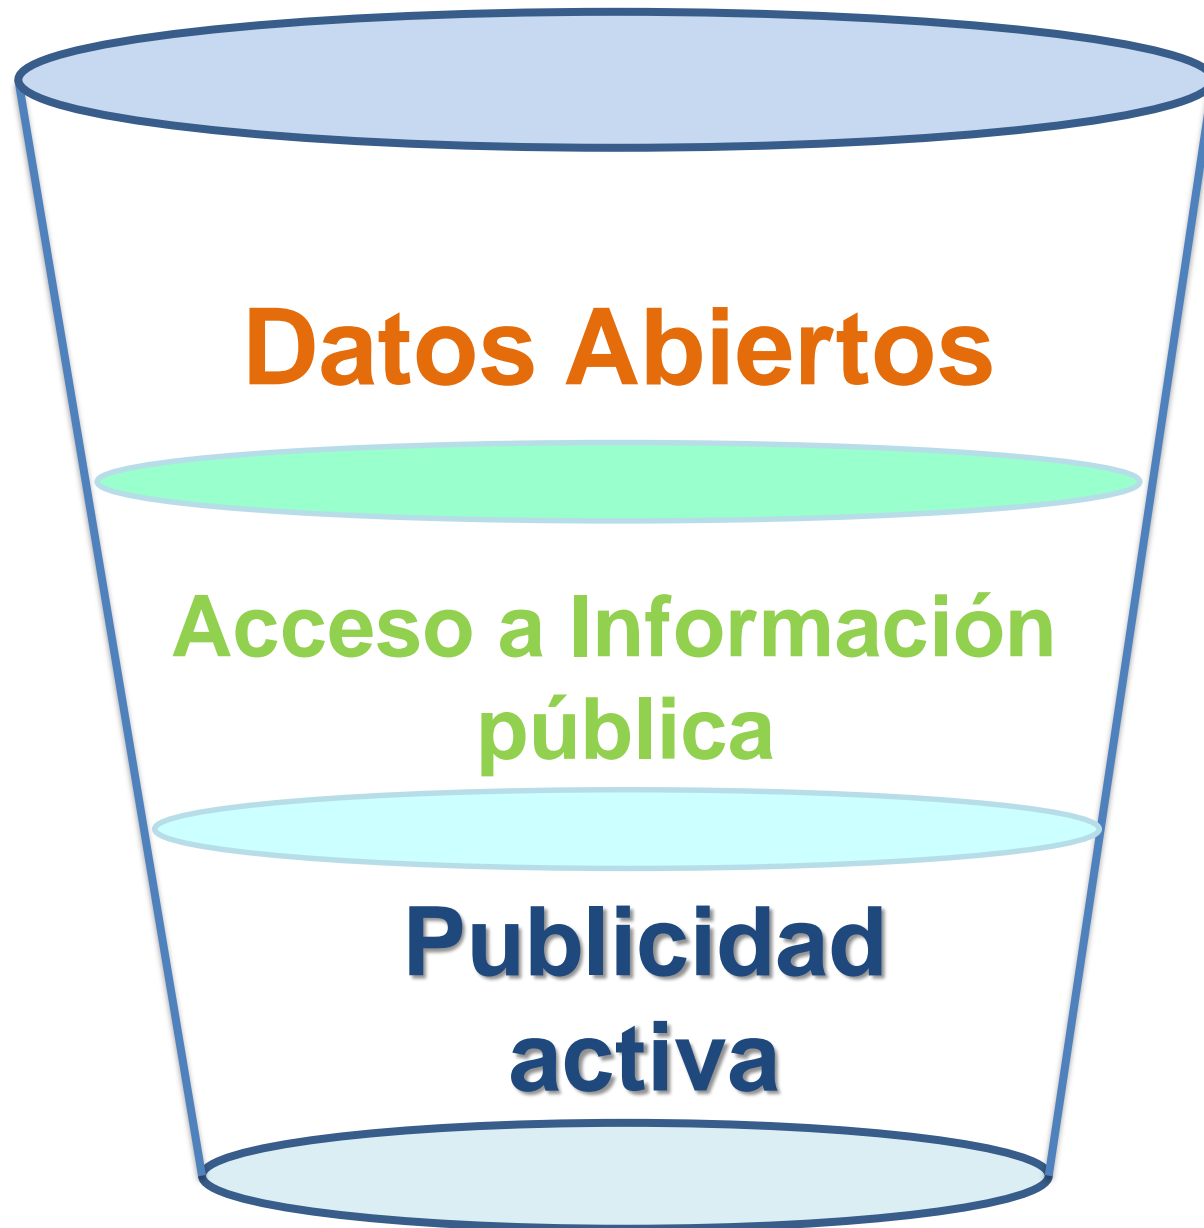 Datos Abiertos
Acceso a Información
pública
Publicidad
activa